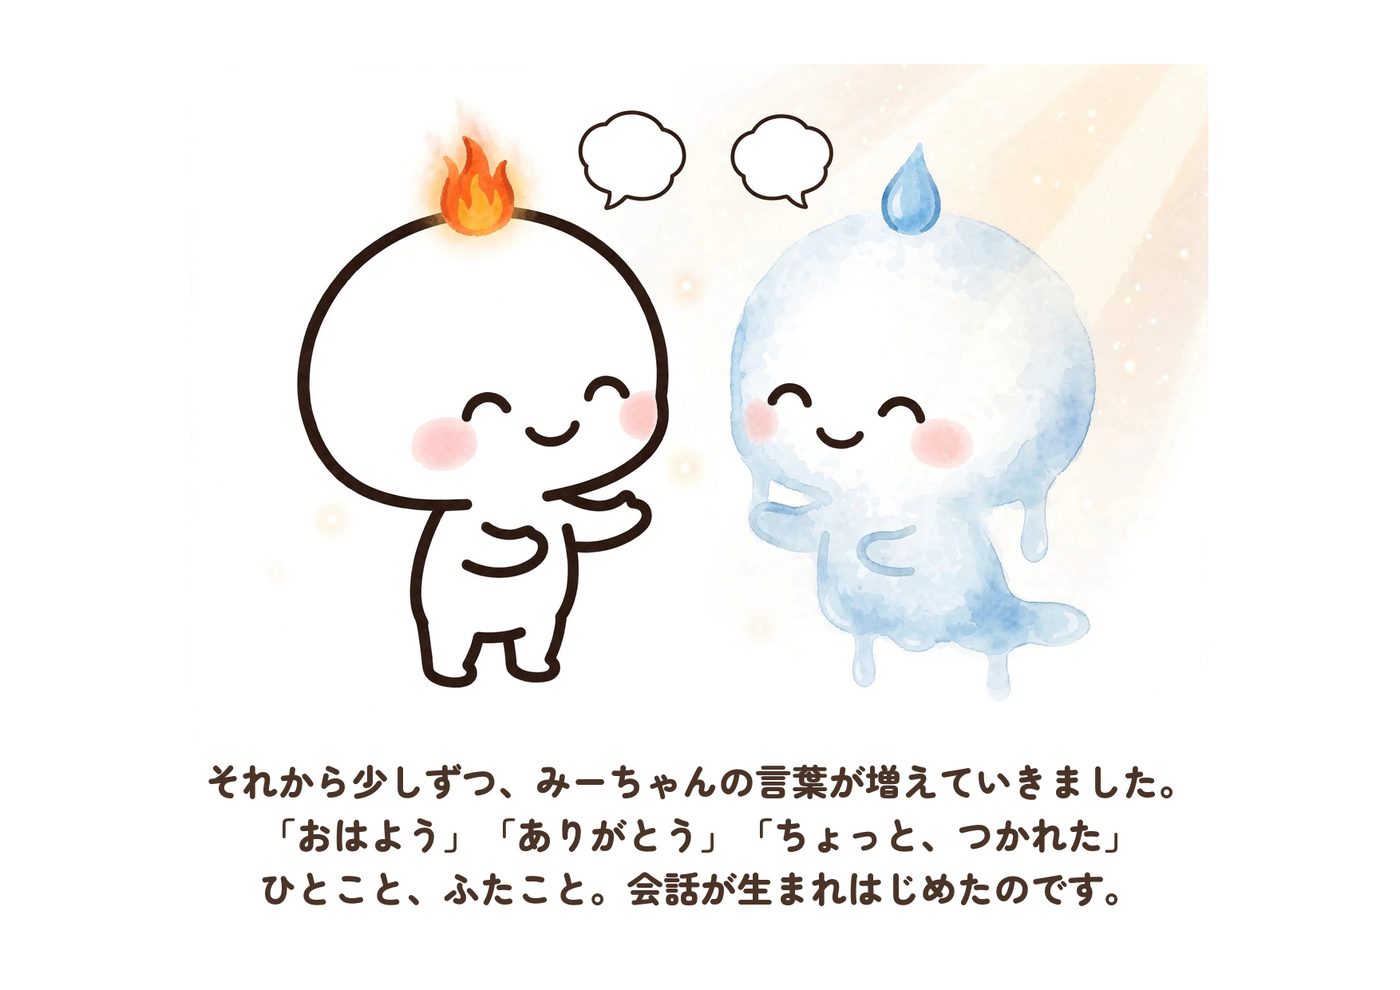 それから少しずつ、みーちゃんの言葉が増えていきました。
「おはよう」「ありがとう」「ちょっと、つかれた」
ひとこと、ふたこと。会話が生まれはじめたのです。